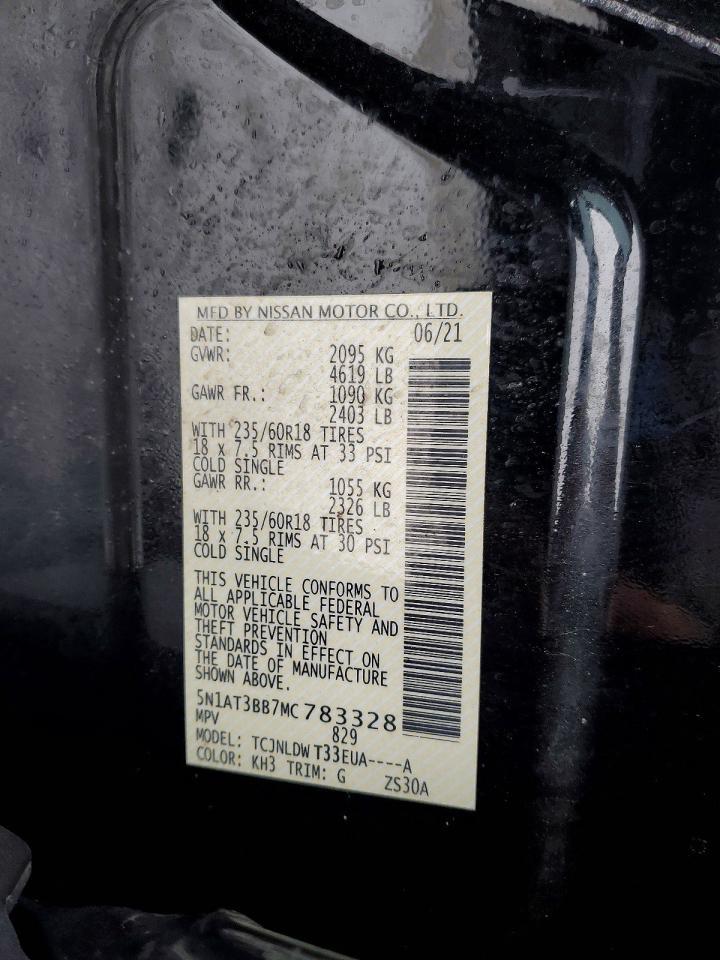 MFD BY NISSAN MOTOR CO., LTD.
DATE: 06/21
GVWR: 2095 KG
4619 LB
GAWR FR.: 1090 KG
2403 LB
WITH 235/60R18 TIRES
18 x 7.5 RIMS AT 33 PSI
COLD SINGLE
GAWR RR.: 1055 KG
2326 LB
WITH 235/60R18 TIRES
18 x 7.5 RIMS AT 30 PSI
COLD SINGLE
THIS VEHICLE CONFORMS TO
ALL APPLICABLE FEDERAL
MOTOR VEHICLE SAFETY AND
THEFT PREVENTION
STANDARDS IN EFFECT ON
THE DATE OF MANUFACTURE
SHOWN ABOVE.
5N1AT3BB7MC783328
MPV 829
MODEL: TCJNLDWT33EUA----A
COLOR: KH3 TRIM: G ZS30A